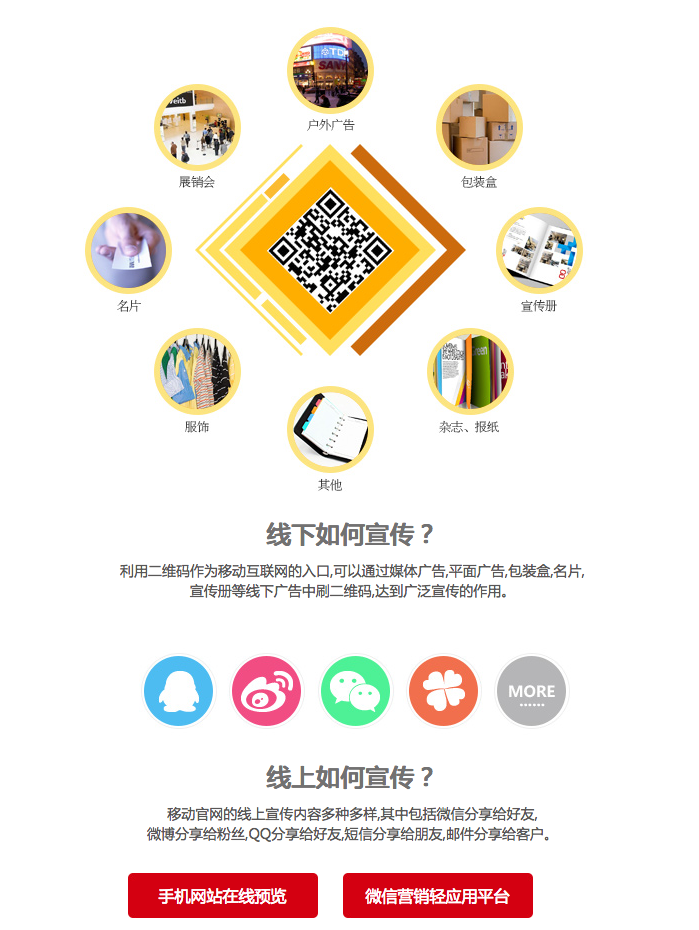 户外广告
展销会
包装盒
名片
宣传册
服饰
杂志、报纸
其他
线下如何宣传？
利用二维码作为移动互联网的入口,可以通过媒体广告,平面广告,包装盒,名片,
宣传册等线下广告中刷二维码,达到广泛宣传的作用。
MORE
线上如何宣传？
移动官网的线上宣传内容多种多样,其中包括微信分享给好友,
微博分享给粉丝,QQ分享给好友,短信分享给朋友,邮件分享给客户。
手机网站在线预览
微信营销轻应用平台